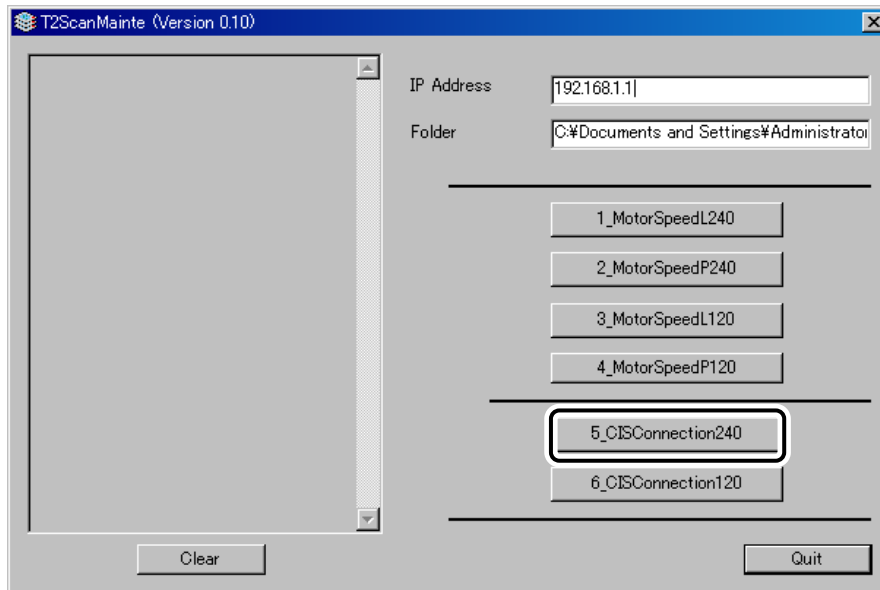 T2ScanMainte (Version 0.10)
IP Address
192.168.1.1
Folder
C:¥Documents and Settings¥Administrator
1_MotorSpeedL240
2_MotorSpeedP240
3_MotorSpeedL120
4_MotorSpeedP120
5_CISConnection240
6_CISConnection120
Clear
Quit